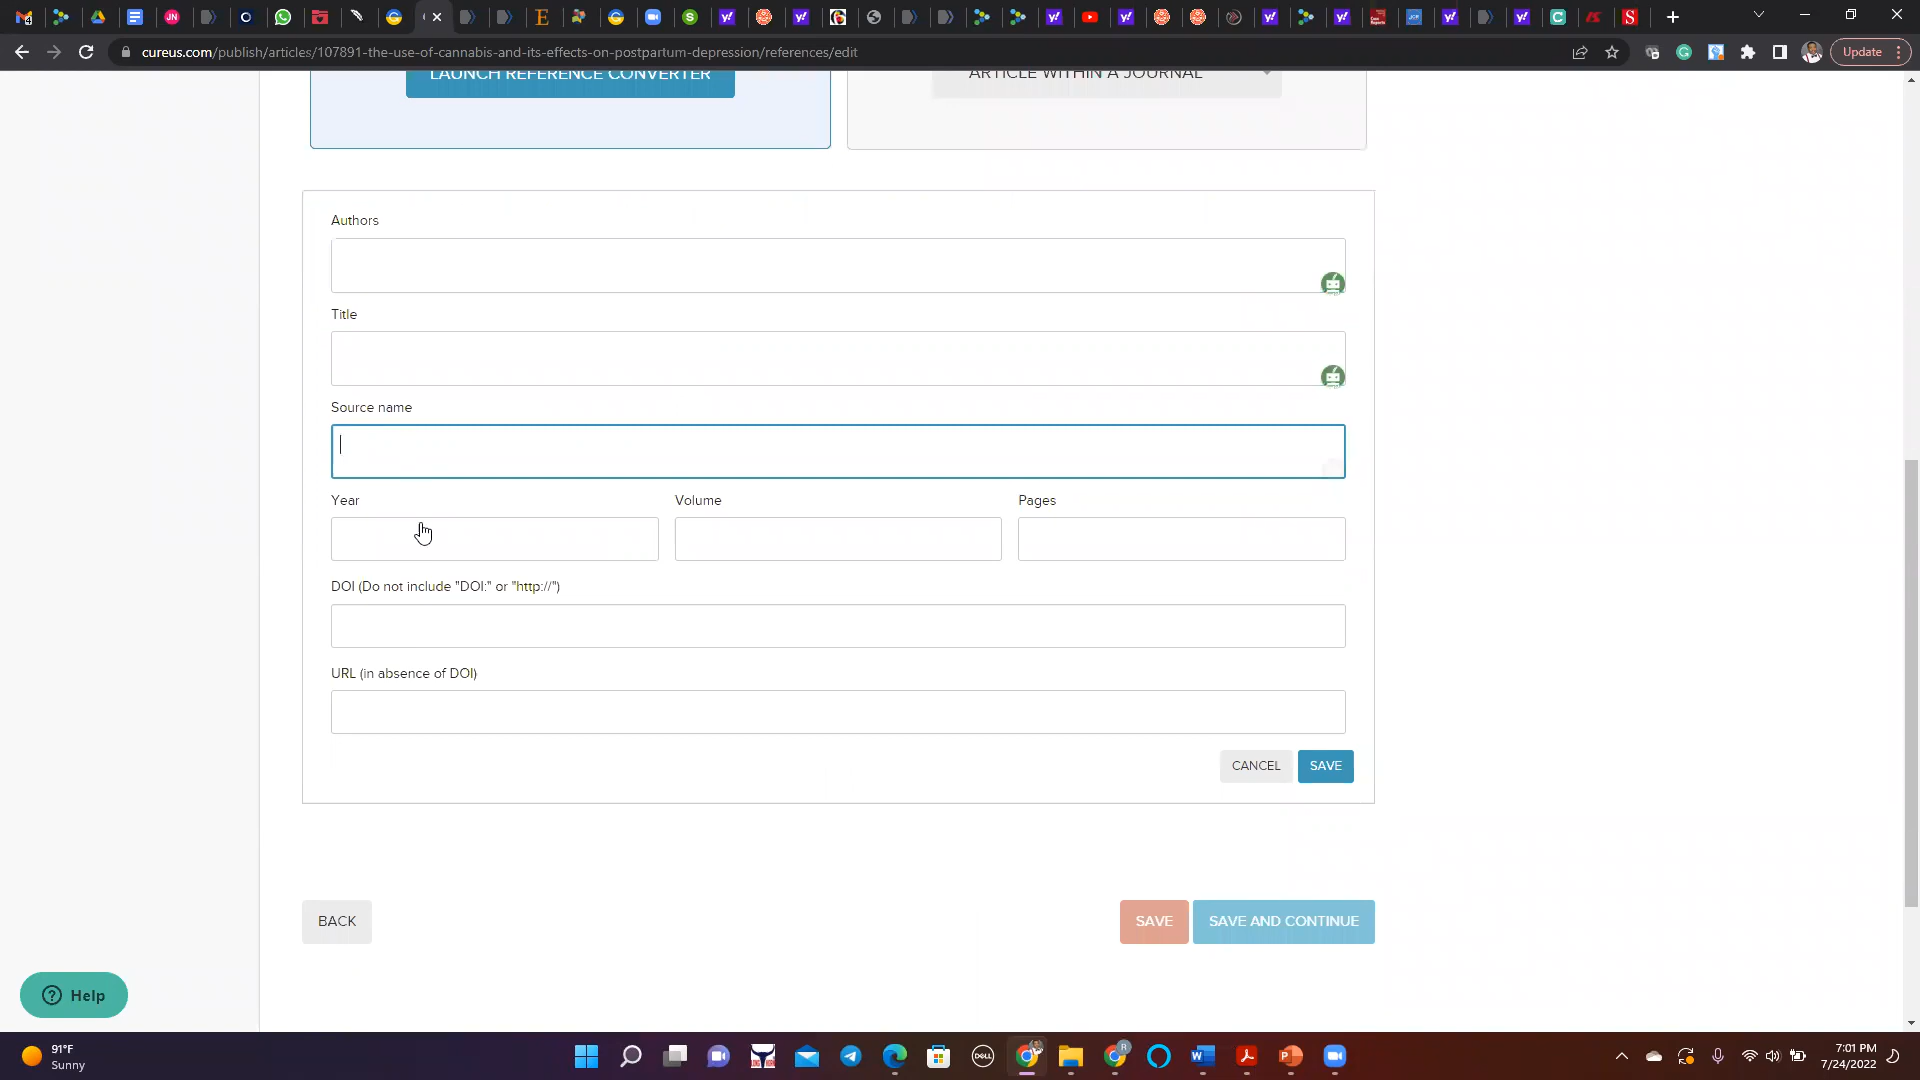 cureus.com/publish/articles/107891-the-use-of-cannabis-and-its-effects-on-postpartum-depression/references/edit
Update
LAUNCH REFERENCE CONVERTER
ARTICLE WITHIN A JOURNAL
Authors
Title
Source name
Year Volume Pages
DOI (Do not include "DOI:" or "http://")
URL (in absence of DOI)
CANCEL SAVE
BACK SAVE SAVE AND CONTINUE
Help
91°F
Sunny
7:01 PM
7/24/2022